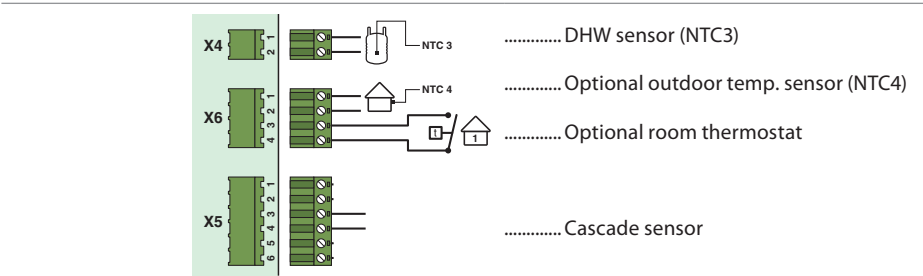 X4 1 2 NTC 3 ............. DHW sensor (NTC3)
NTC 4 ............. Optional outdoor temp. sensor (NTC4)
X6 1 2 3 4 t 1 ............. Optional room thermostat
X5 1 2 3 4 5 6 ............. Cascade sensor